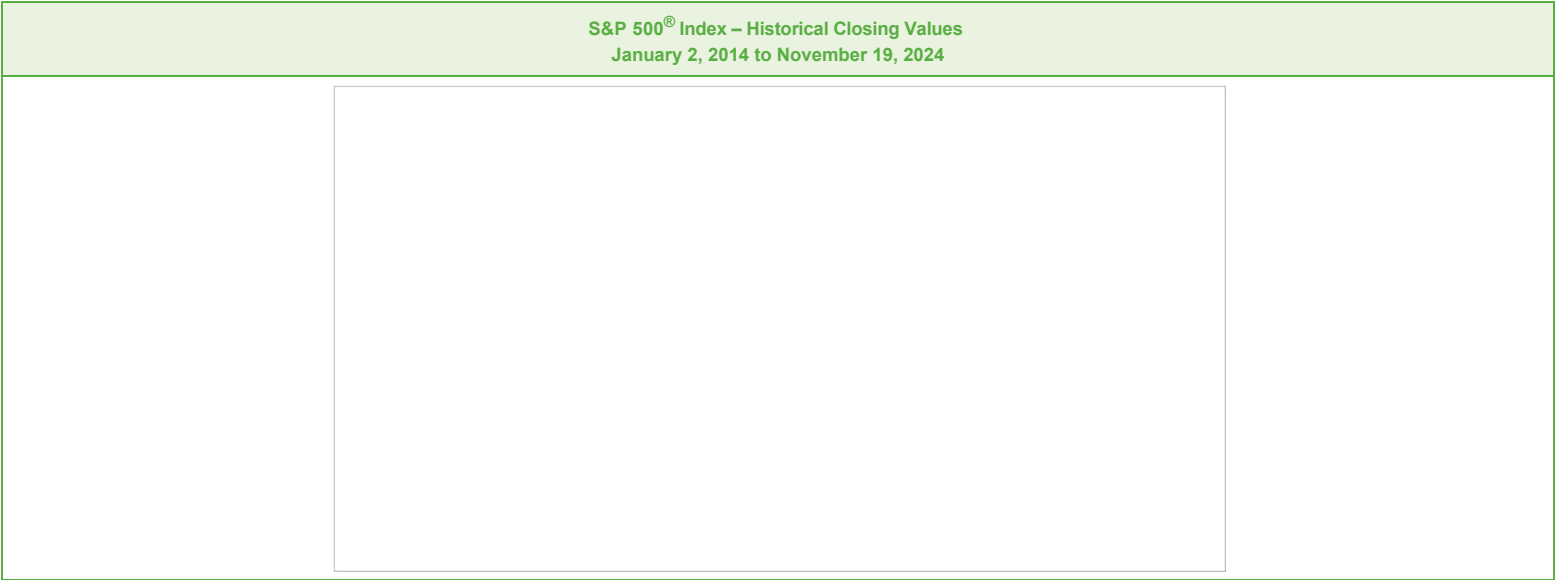 S&P 500® Index – Historical Closing Values
January 2, 2014 to November 19, 2024